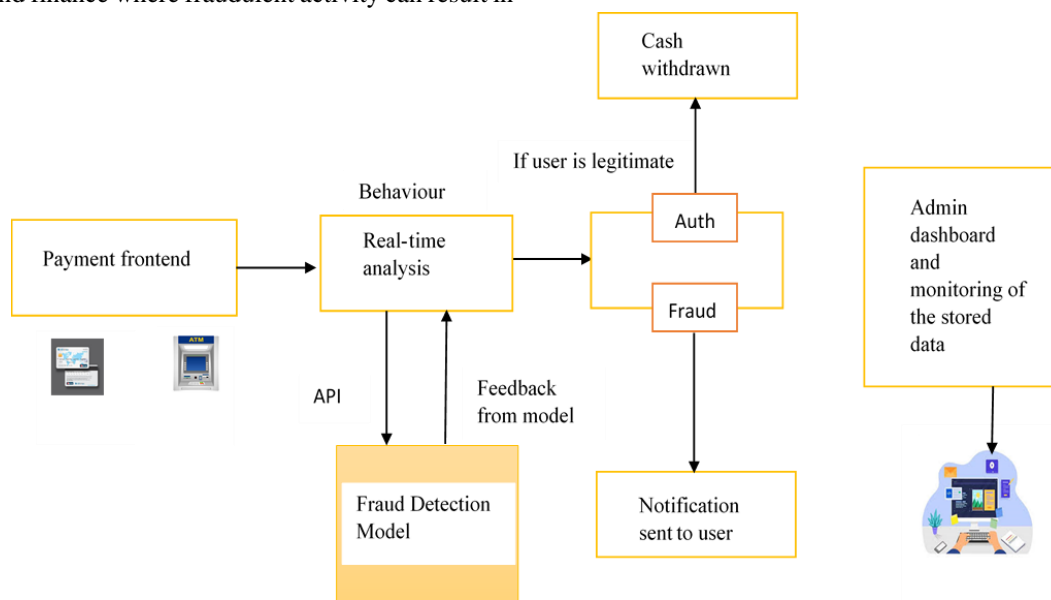 Cash
withdrawn
If user is legitimate
Behaviour
Payment frontend
Real-time
analysis
Auth
Fraud
Admin
dashboard
and
monitoring of
the stored
data
ATM
API
Feedback
from model
Fraud Detection
Model
Notification
sent to user